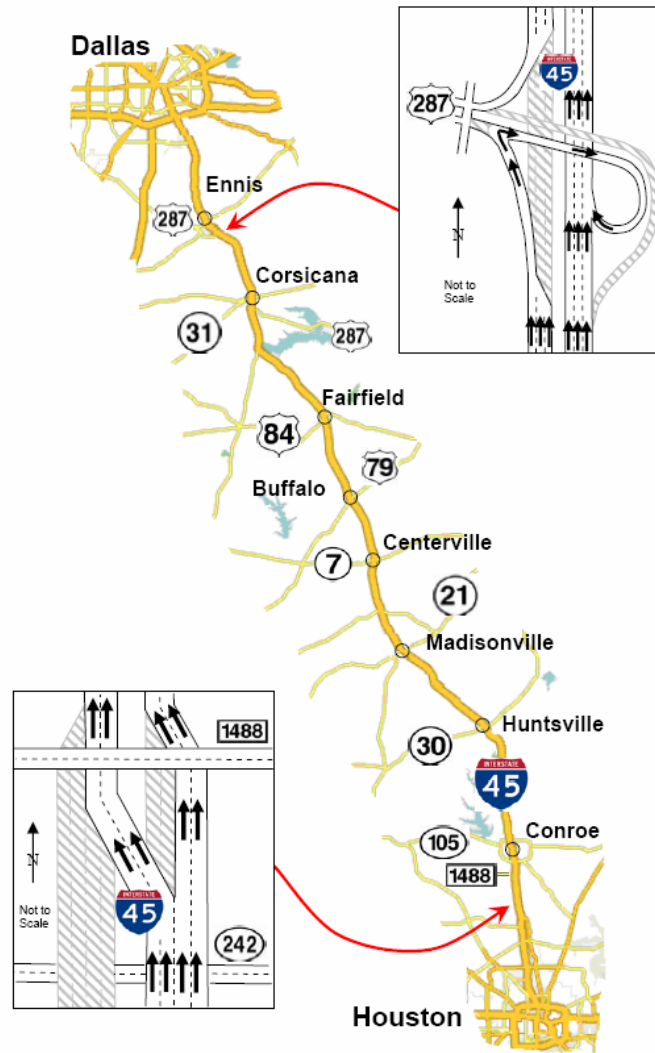 Dallas
INTERSTATE
45
287
N
Not to
Scale
Ennis
287
Corsicana
31
287
Fairfield
84
79
Buffalo
Centerville
7
21
Madisonville
Huntsville
30
INTERSTATE
45
105
Conroe
1488
1488
N
Not to
Scale
INTERSTATE
45
242
Houston